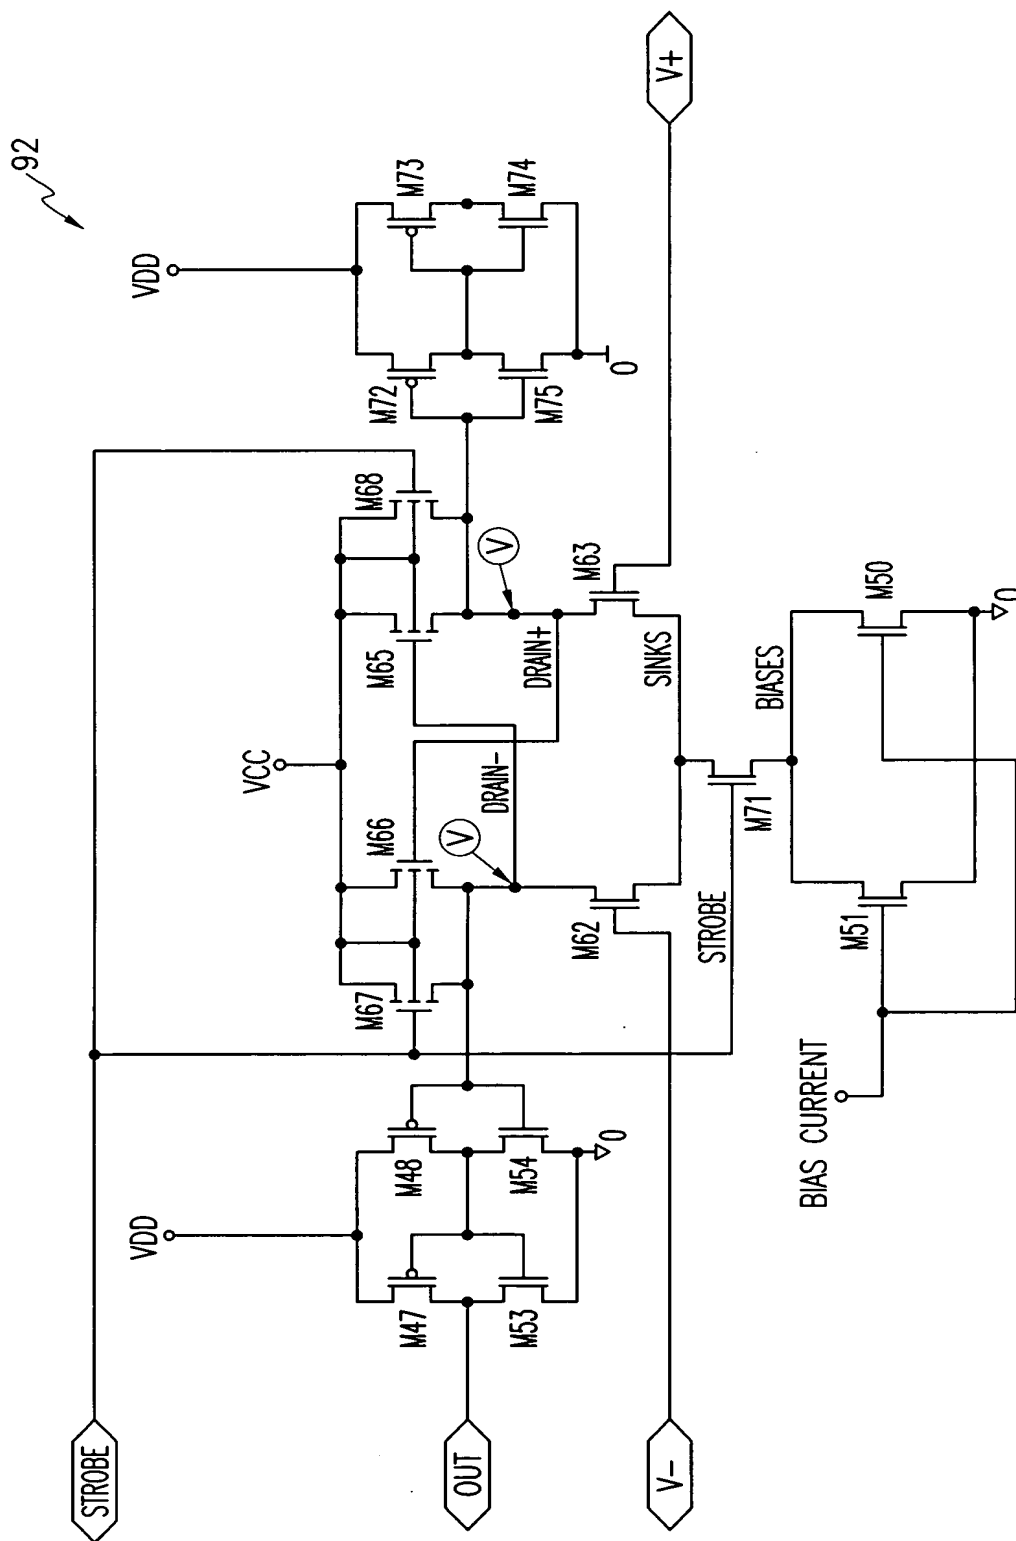 92
STROBE
VDD
VCC
VDD
M67
M66
M65
M68
M47
M48
M72
M73
OUT
V
V
M53
M54
DRAIN-
DRAIN+
M75
M74
0
0
M62
M63
SINKS
V-
V+
STROBE
M71
BIASES
BIAS CURRENT
M51
M50
0